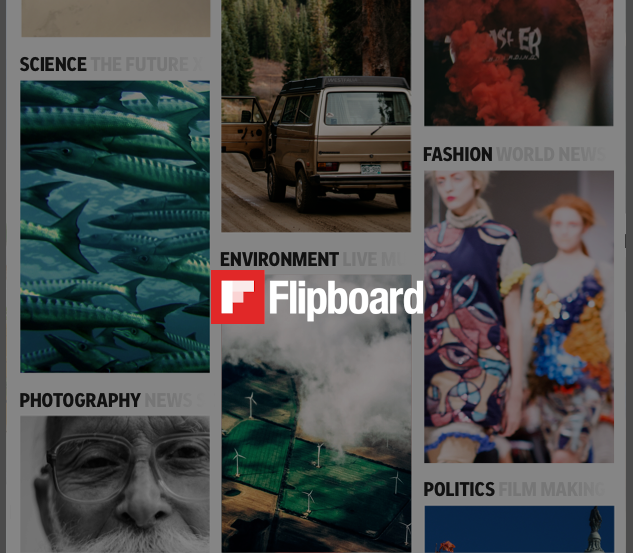 SCIENCE THE FUTURE
ENVIRONMENT LIVE
FASHION WORLD NEWS
Flipboard
PHOTOGRAPHY NEWS
POLITICS FILM MAKING